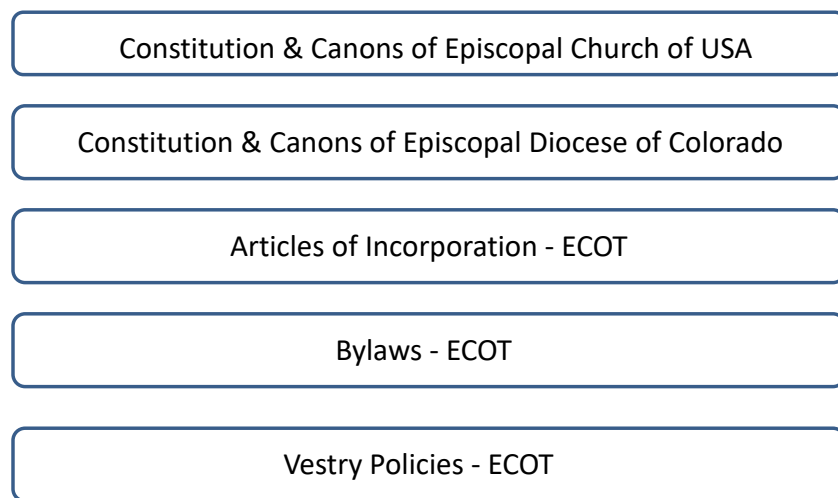 Constitution & Canons of Episcopal Church of USA
Constitution & Canons of Episcopal Diocese of Colorado
Articles of Incorporation - ECOT
Bylaws - ECOT
Vestry Policies - ECOT